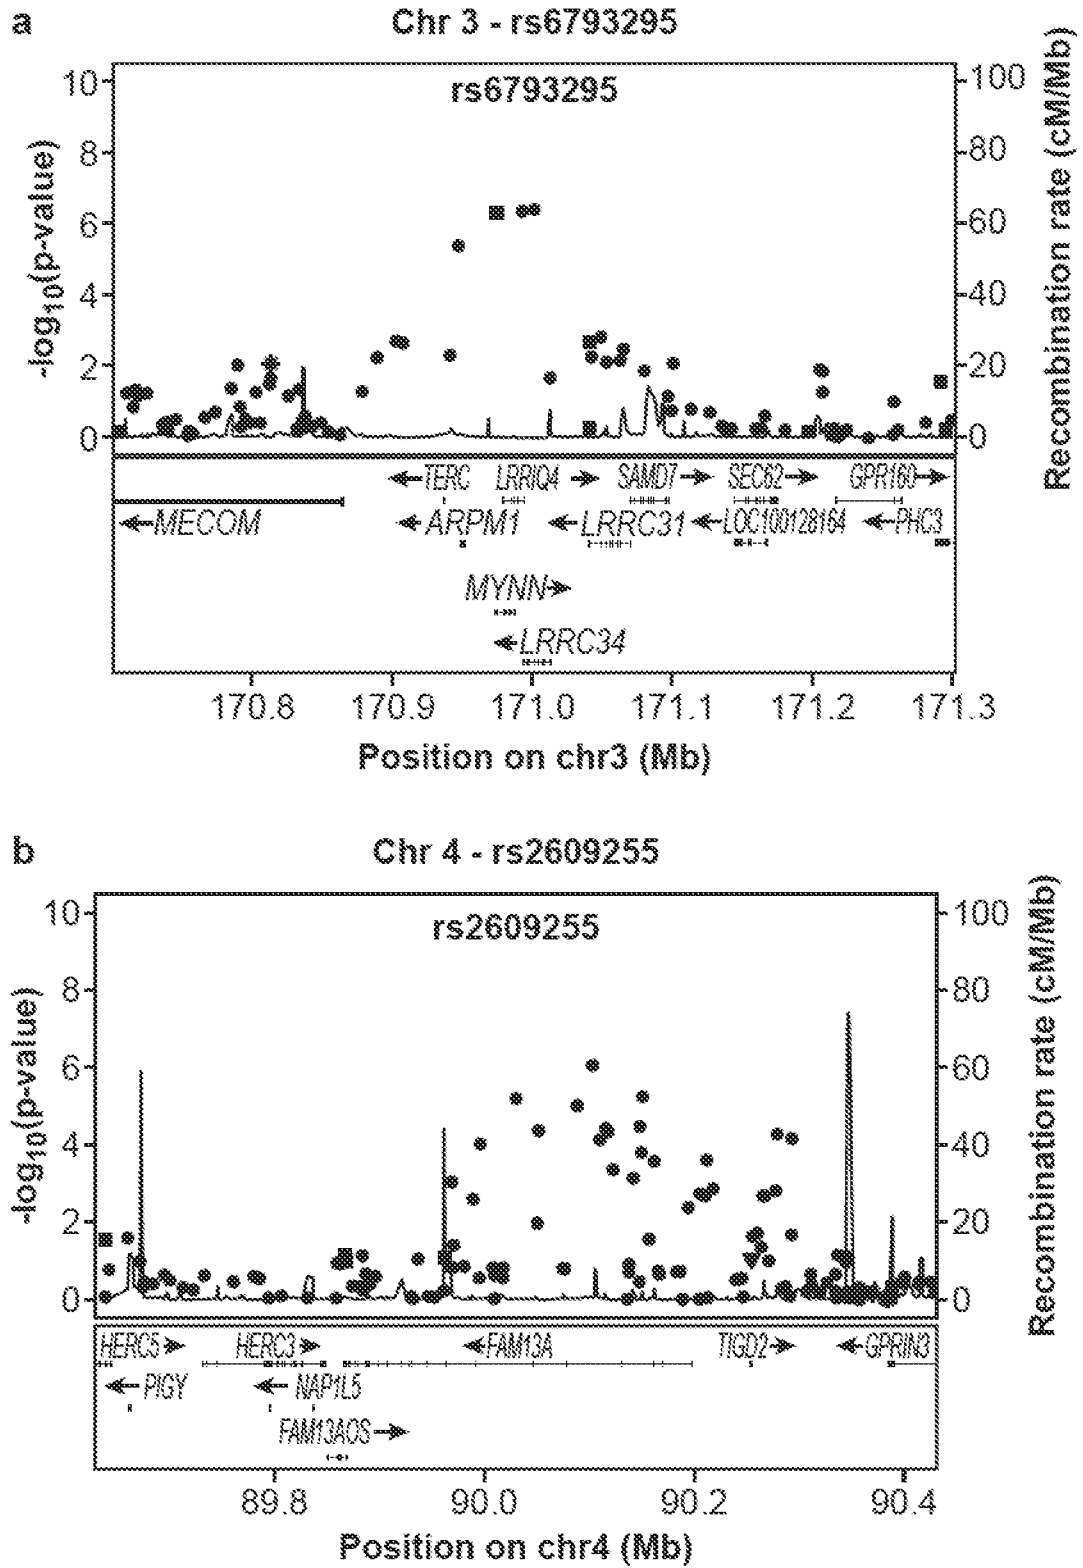 a
Chr 3 - rs6793295
rs6793295
-log10(p-value)
10
8
6
4
2
0
100
80
60
40
20
0
Recombination rate (cM/Mb)
TERC LRRIQ4 SAMD7 SEC62 GPR160
MECOM ARPM1 LRRC31 LOC100128164 PHC3
MYNN
LRRC34
170.8 170.9 171.0 171.1 171.2 171.3
Position on chr3 (Mb)
b
Chr 4 - rs2609255
rs2609255
-log10(p-value)
10
8
6
4
2
0
100
80
60
40
20
0
Recombination rate (cM/Mb)
HERC5 HERC3 FAM13A TIGD2 GPRIN3
PIGY NAP1L5
FAM13AOS
89.8 90.0 90.2 90.4
Position on chr4 (Mb)